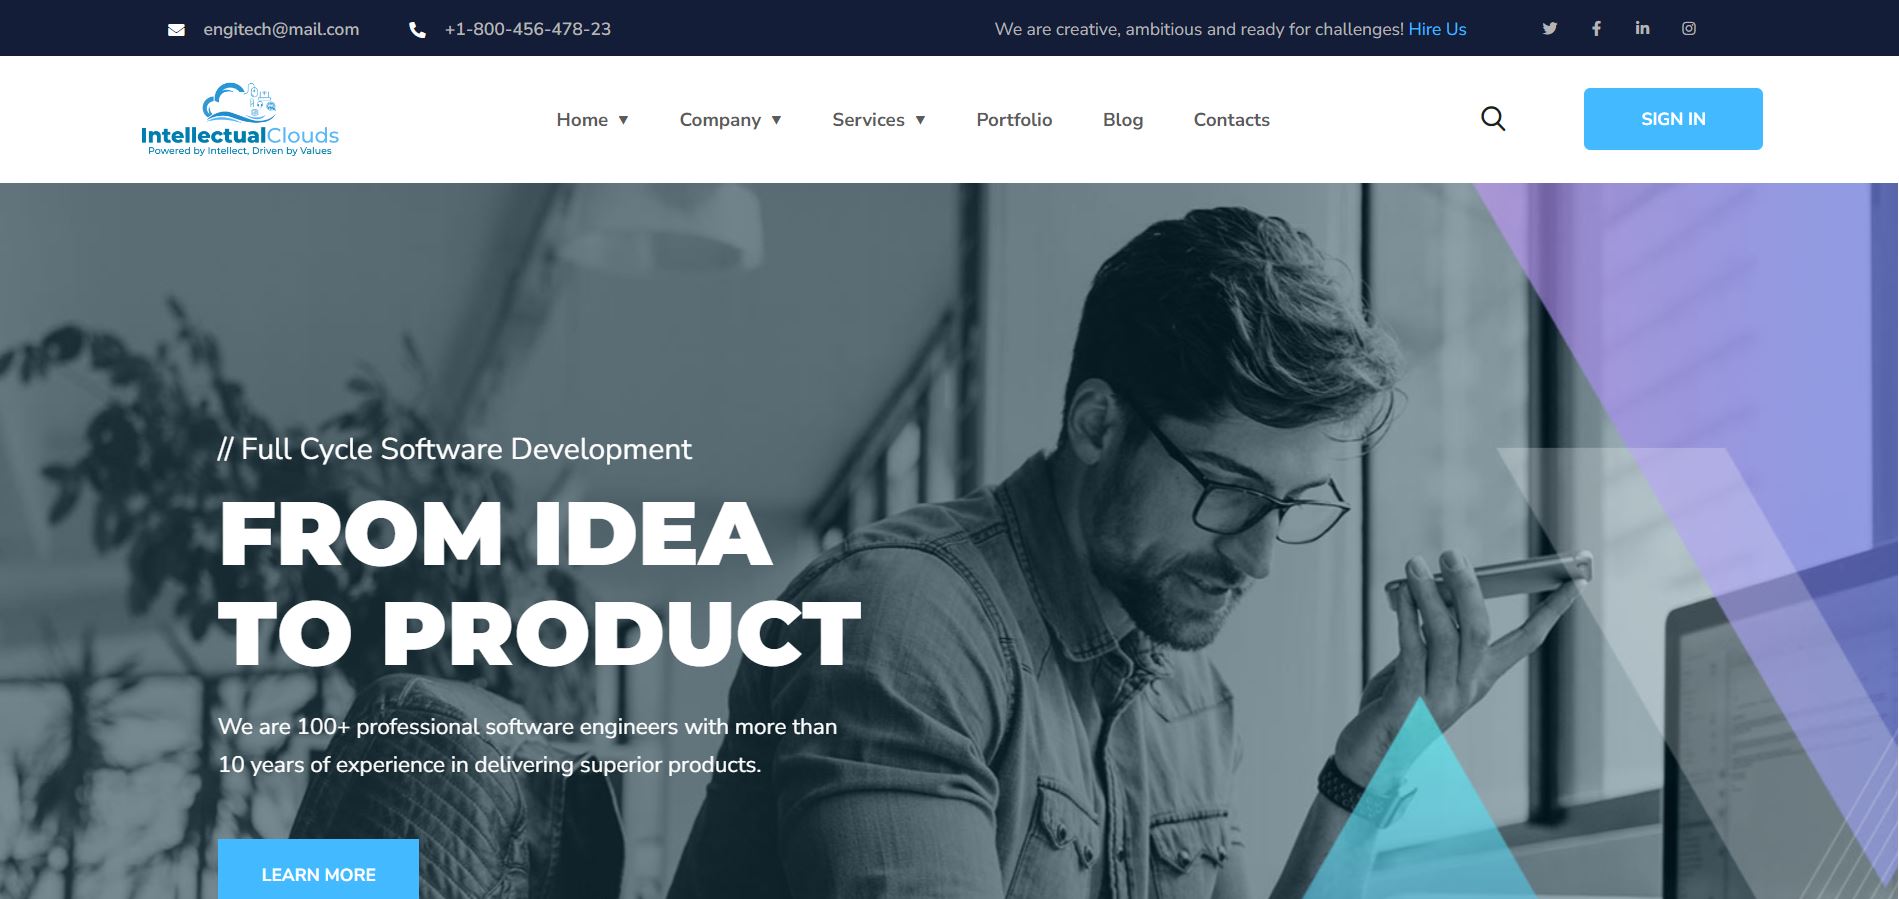 engitech@mail.com +1-800-456-478-23 We are creative, ambitious and ready for challenges! Hire Us
IntellectualClouds
Powered by Intellect, Driven by Values
Home ▼ Company ▼ Services ▼ Portfolio Blog Contacts SIGN IN
// Full Cycle Software Development
FROM IDEA
TO PRODUCT
We are 100+ professional software engineers with more than
10 years of experience in delivering superior products.
LEARN MORE